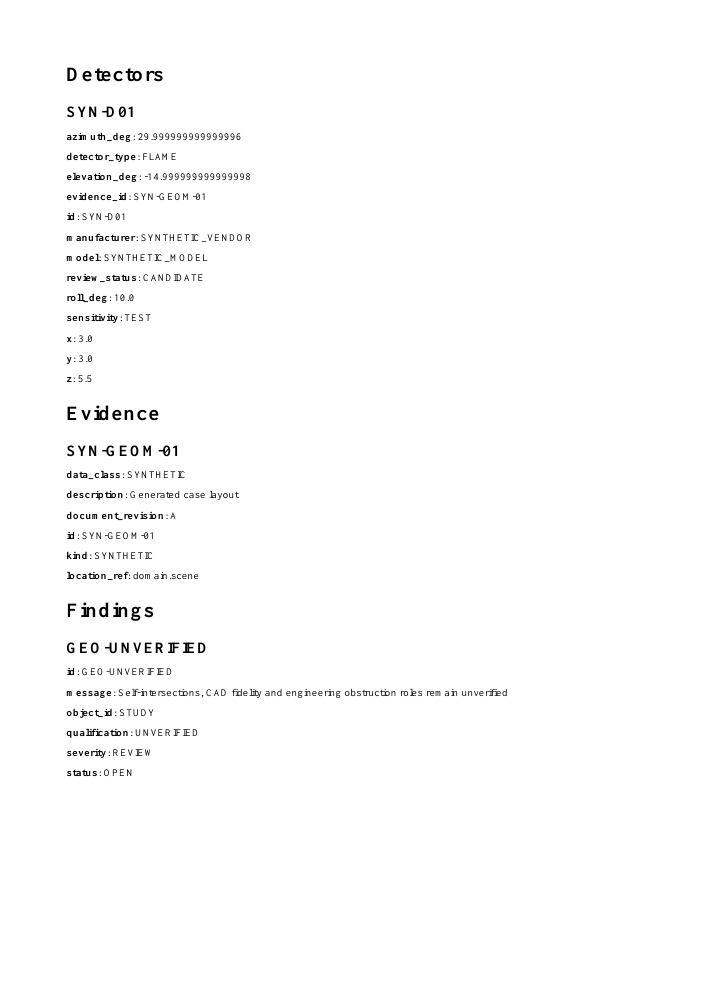 Detectors
SYN-D01
azimuth_deg: 29.999999999999996
detector_type: FLAME
elevation_deg: -14.999999999999998
evidence_id: SYN-GEOM-01
id: SYN-D01
manufacturer: SYNTHETIC_VENDOR
model: SYNTHETIC_MODEL
review_status: CANDIDATE
roll_deg: 10.0
sensitivity: TEST
x: 3.0
y: 3.0
z: 5.5
Evidence
SYN-GEOM-01
data_class: SYNTHETIC
description: Generated case layout
document_revision: A
id: SYN-GEOM-01
kind: SYNTHETIC
location_ref: domain.scene
Findings
GEO-UNVERIFIED
id: GEO-UNVERIFIED
message: Self-intersections, CAD fidelity and engineering obstruction roles remain unverified
object_id: STUDY
qualification: UNVERIFIED
severity: REVIEW
status: OPEN